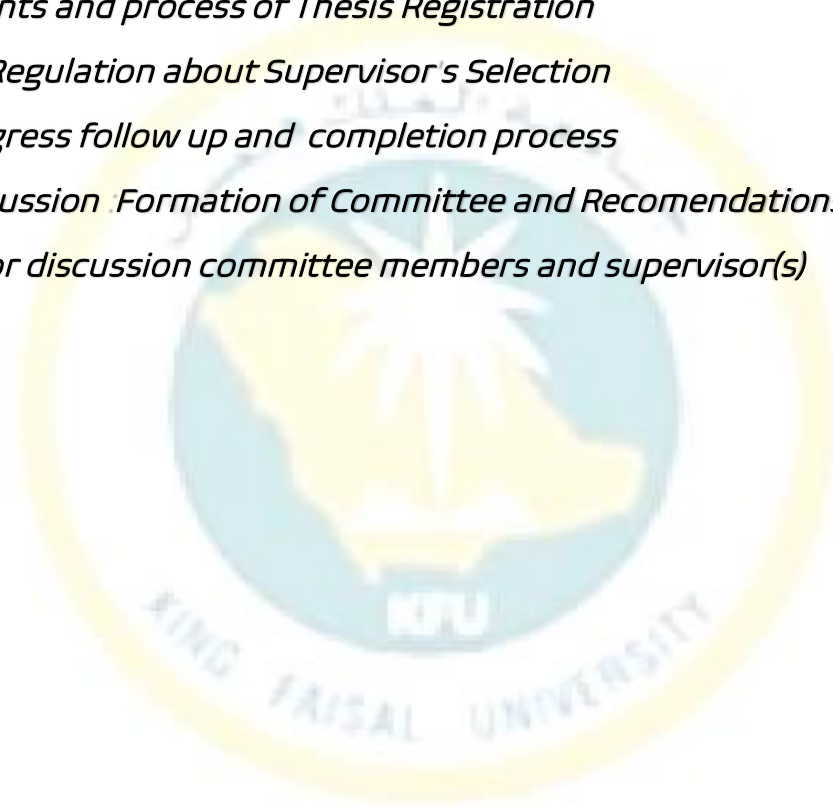 nts and process of Thesis Registration
Regulation about Supervisor's Selection
gress follow up and completion process
ussion :Formation of Committee and Recomendations
or discussion committee members and supervisor(s)
KFU
KING FAISAL UNIVERSITY